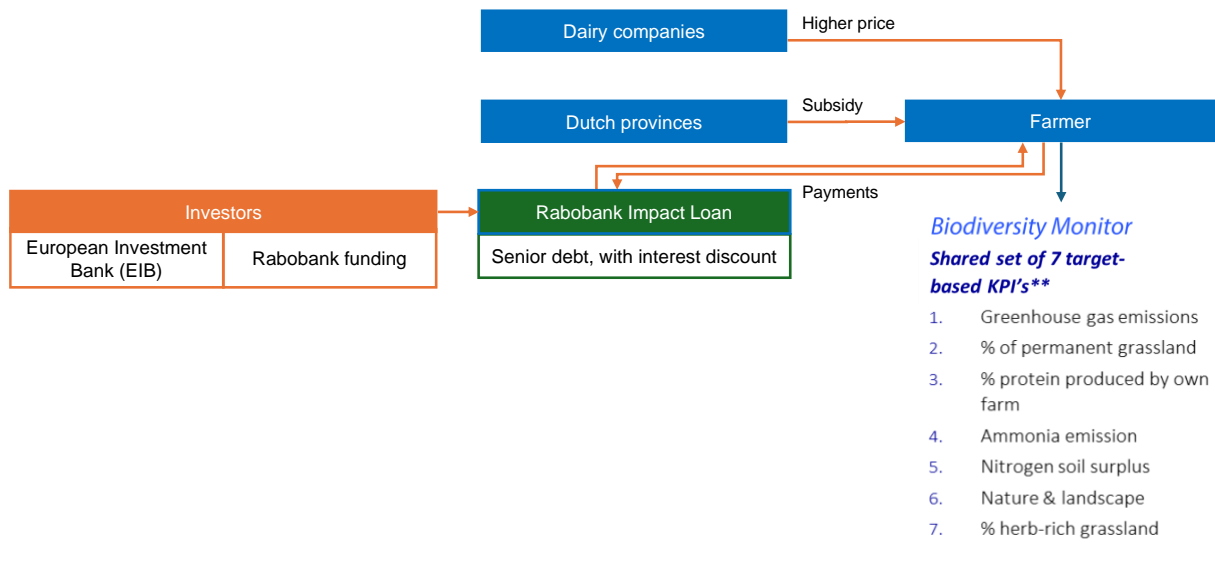 Dairy companies
Higher price
Dutch provinces
Subsidy
Farmer
Payments
Investors
European Investment
Bank (EIB)
Rabobank funding
Rabobank Impact Loan
Senior debt, with interest discount
Biodiversity Monitor
Shared set of 7 target-
based KPI's**
1. Greenhouse gas emissions
2. % of permanent grassland
3. % protein produced by own
farm
4. Ammonia emission
5. Nitrogen soil surplus
6. Nature & landscape
7. % herb-rich grassland